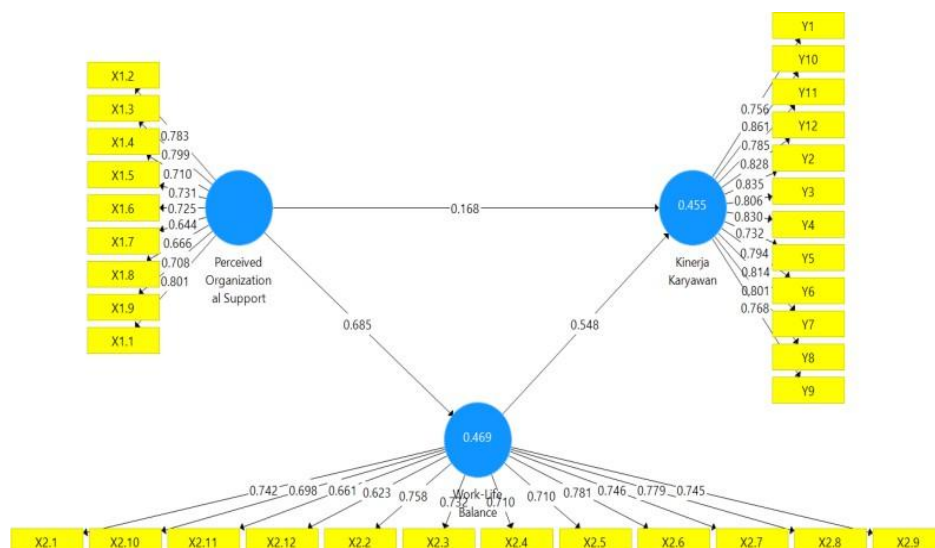 Y1
Y10
Y11
Y12
Y2
Y3
Y4
Y5
Y6
Y7
Y8
Y9
X1.2
X1.3
X1.4
X1.5
X1.6
X1.7
X1.8
X1.9
X1.1
0.783
0.799
0.710
0.731
0.725
0.644
0.666
0.708
0.801
Perceived
Organization
al Support
0.168
0.685
0.548
0.756
0.861
0.785
0.828
0.835
0.806
0.830
0.732
0.794
0.814
0.801
0.768
0.455
Kinerja
Karyawan
0.469
Work-Life
Balance
0.742
0.698
0.661
0.623
0.758
0.732
0.710
0.710
0.781
0.746
0.779
0.745
X2.1
X2.10
X2.11
X2.12
X2.2
X2.3
X2.4
X2.5
X2.6
X2.7
X2.8
X2.9